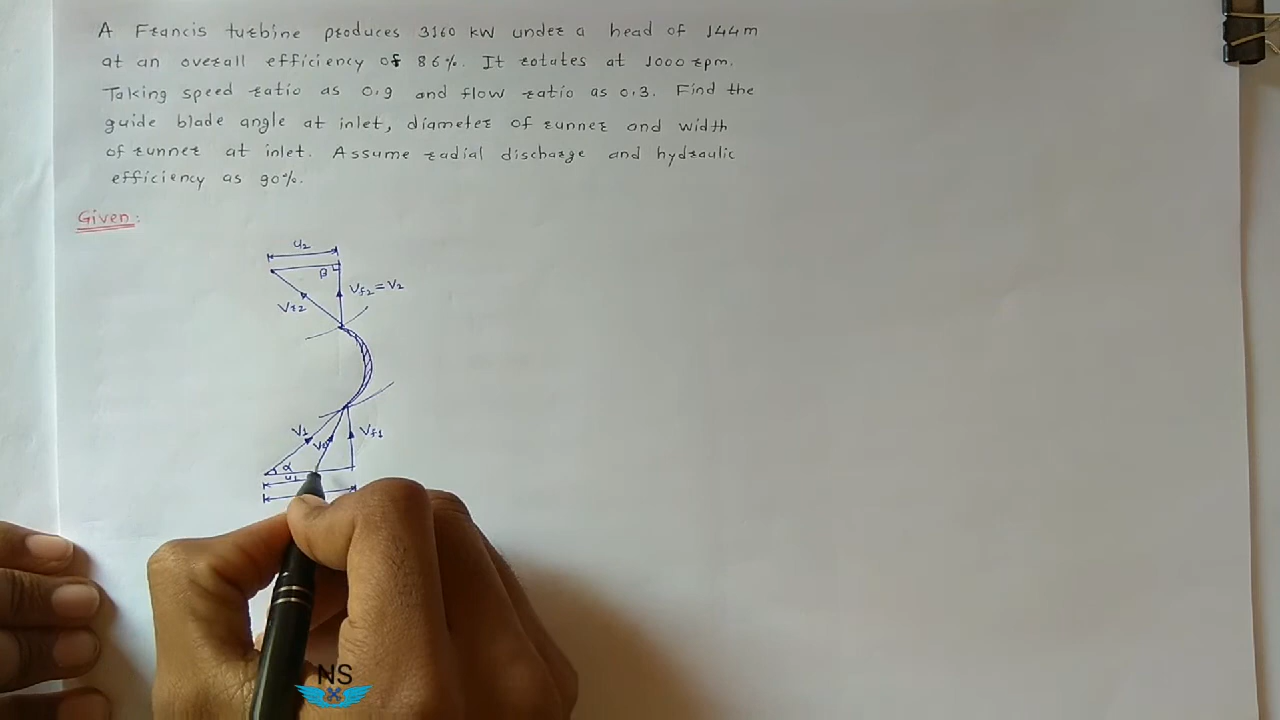 A Francis turbine produces 3160 kW under a head of 144m
at an overall efficiency of 86%. It rotates at 1000 rpm.
Taking speed ratio as 0.9 and flow ratio as 0.3. Find the
guide blade angle at inlet, diameter of runner and width
of runner at inlet. Assume radial discharge and hydraulic
efficiency as 90%.
Given:
u2
β
Vf2=V2
Vr2
V1
Vf1
α
u1
NS